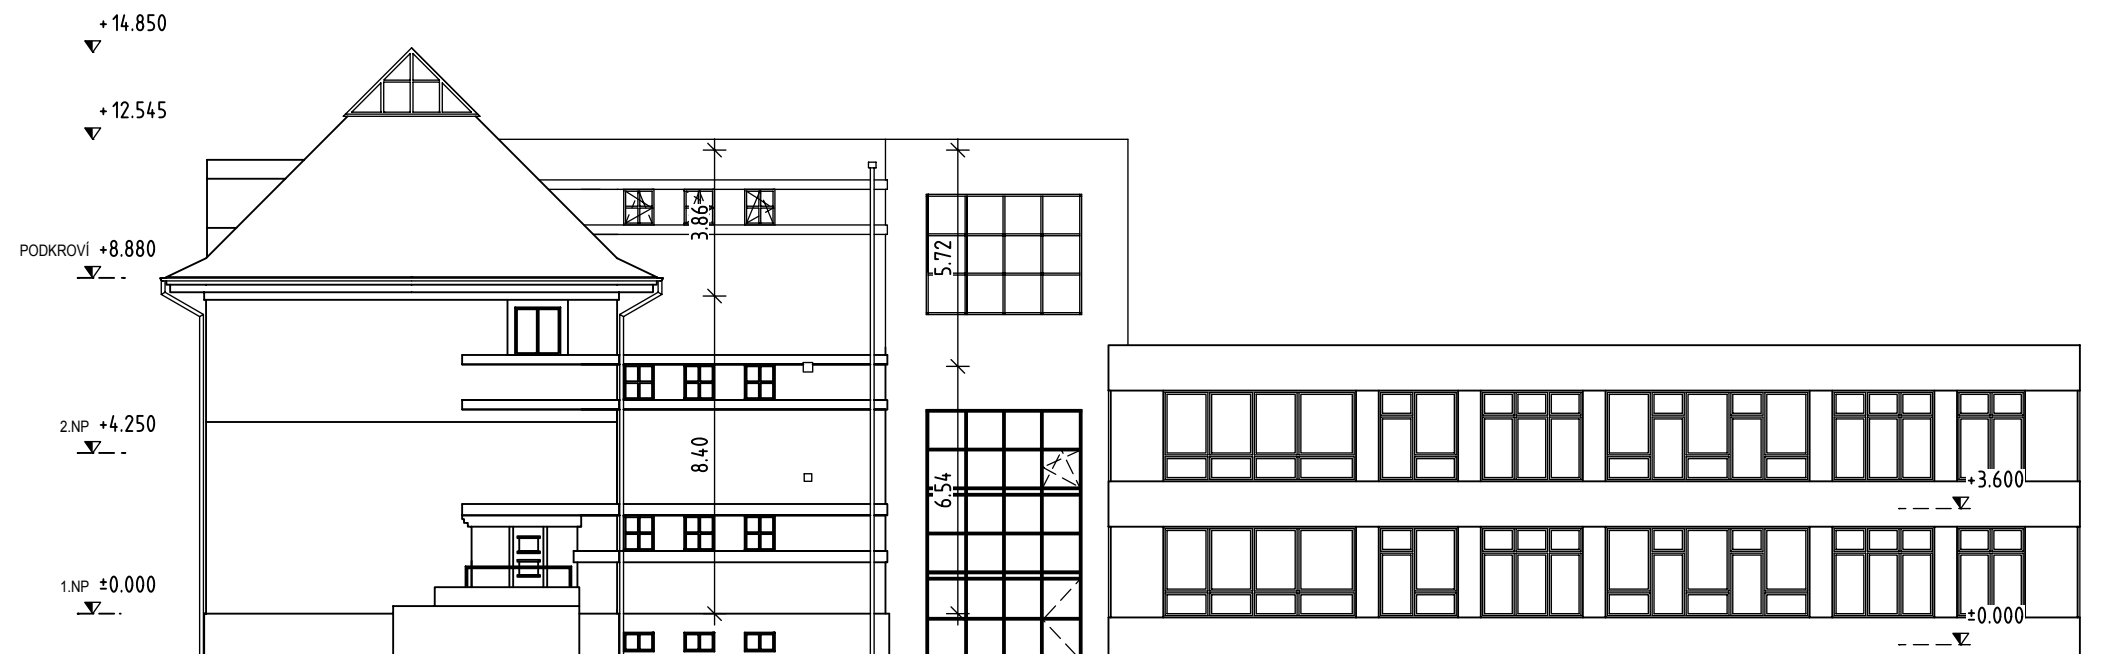 +14.850
+12.545
PODKROVÍ +8.880
3.86
5.72
2.NP +4.250
8.40
6.54
+3.600
1.NP ±0.000
±0.000